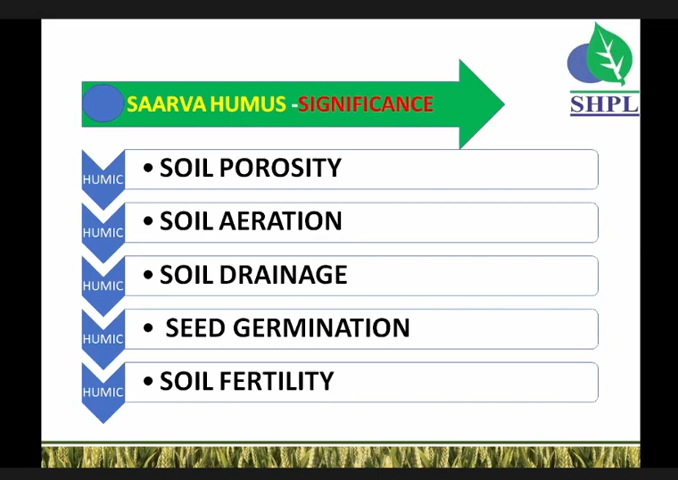 SHPL
SAARVA HUMUS -SIGNIFICANCE
HUMIC
• SOIL POROSITY
HUMIC
• SOIL AERATION
HUMIC
• SOIL DRAINAGE
HUMIC
• SEED GERMINATION
HUMIC
• SOIL FERTILITY